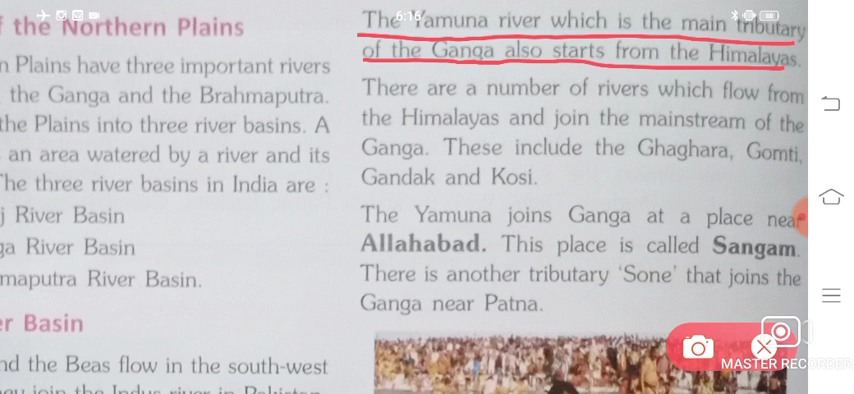 6:16
f the Northern Plains
n Plains have three important rivers
the Ganga and the Brahmaputra.
the Plains into three river basins. A
an area watered by a river and its
The three river basins in India are :
j River Basin
ga River Basin
maputra River Basin.
er Basin
nd the Beas flow in the south-west
The Yamuna river which is the main tributary
of the Ganga also starts from the Himalayas.
There are a number of rivers which flow from
the Himalayas and join the mainstream of the
Ganga. These include the Ghaghara, Gomti,
Gandak and Kosi.
The Yamuna joins Ganga at a place near
Allahabad. This place is called Sangam.
There is another tributary 'Sone' that joins the
Ganga near Patna.
MASTER RECORDER